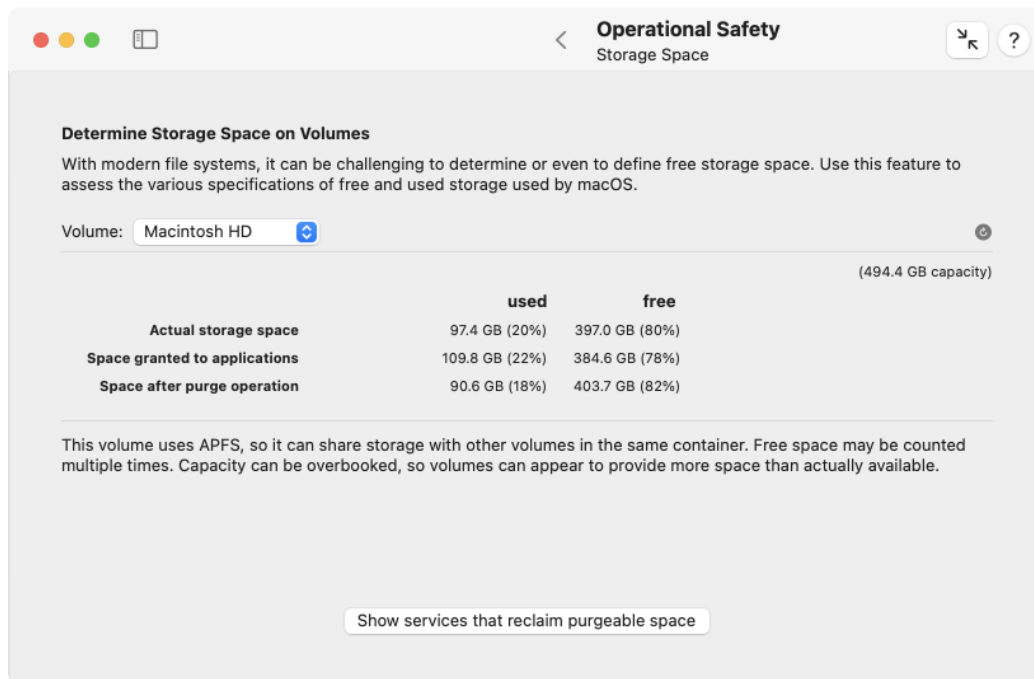 Operational Safety
Storage Space
?
Determine Storage Space on Volumes
With modern file systems, it can be challenging to determine or even to define free storage space. Use this feature to
assess the various specifications of free and used storage used by macOS.
Volume: Macintosh HD
(494.4 GB capacity)
used free
Actual storage space 97.4 GB (20%) 397.0 GB (80%)
Space granted to applications 109.8 GB (22%) 384.6 GB (78%)
Space after purge operation 90.6 GB (18%) 403.7 GB (82%)
This volume uses APFS, so it can share storage with other volumes in the same container. Free space may be counted
multiple times. Capacity can be overbooked, so volumes can appear to provide more space than actually available.
Show services that reclaim purgeable space